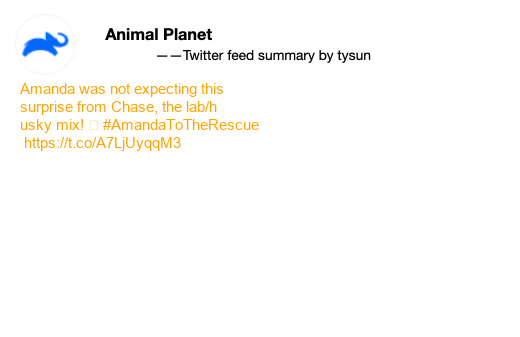 Animal Planet
——Twitter feed summary by tysun
Amanda was not expecting this
surprise from Chase, the lab/h
usky mix! #AmandaToTheRescue
https://t.co/A7LjUyqqM3